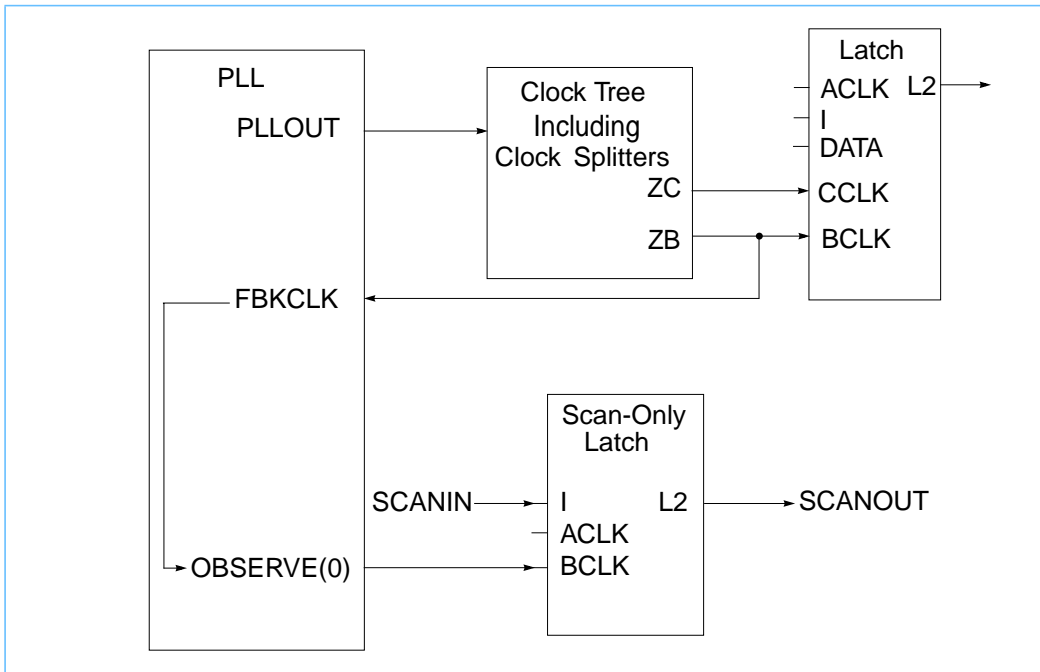 PLL
PLLOUT
FBKCLK
OBSERVE(0)
Clock Tree
Including
Clock Splitters
ZC
ZB
Latch
ACLK
L2
I
DATA
CCLK
BCLK
Scan-Only
Latch
SCANIN
I
L2
SCANOUT
ACLK
BCLK